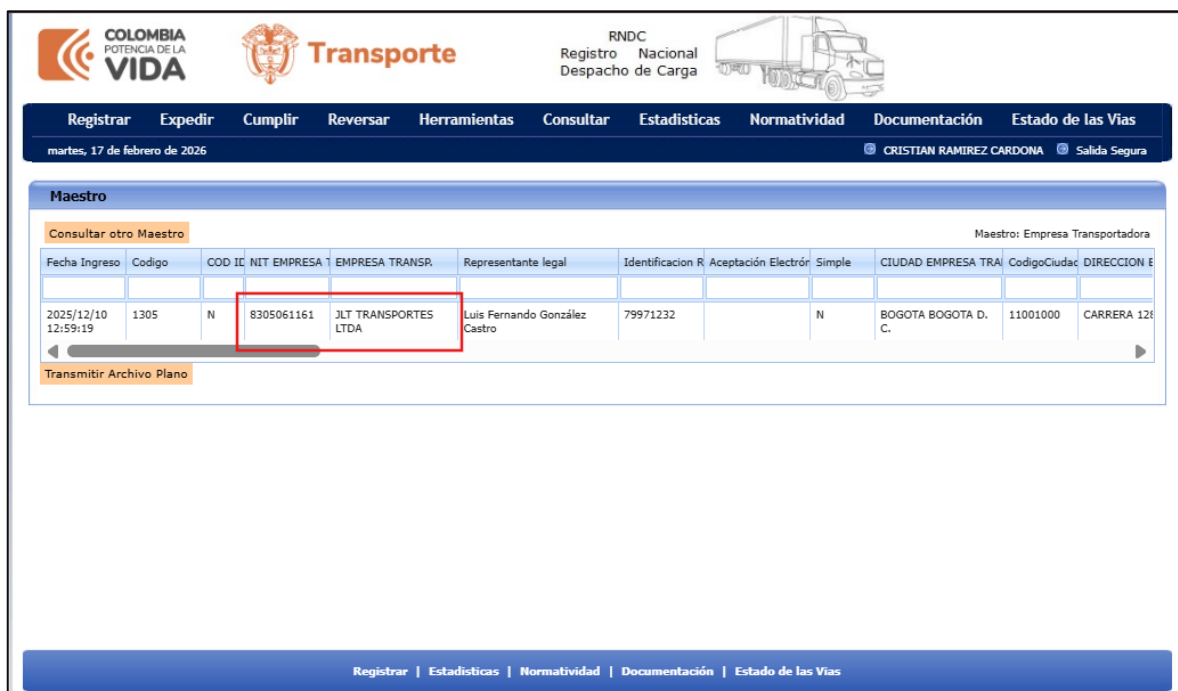 COLOMBIA
POTENCIA DE LA
VIDA
Transporte
RNDC
Registro Nacional
Despacho de Carga
Registrar Expedir Cumplir Reversar Herramientas Consultar Estadisticas Normatividad Documentación Estado de las Vias
martes, 17 de febrero de 2026 CRISTIAN RAMIREZ CARDONA Salida Segura
Maestro
Consultar otro Maestro Maestro: Empresa Transportadora
Fecha Ingreso Codigo COD ID NIT EMPRESA T EMPRESA TRANSP. Representante legal Identificacion R Aceptación Electrón Simple CIUDAD EMPRESA TRA CodigoCiudad DIRECCION E
2025/12/10 1305 N 8305061161 JLT TRANSPORTES Luis Fernando González 79971232 N BOGOTA BOGOTA D. 11001000 CARRERA 128
12:59:19 LTDA Castro C.
Transmitir Archivo Plano
Registrar | Estadisticas | Normatividad | Documentación | Estado de las Vias